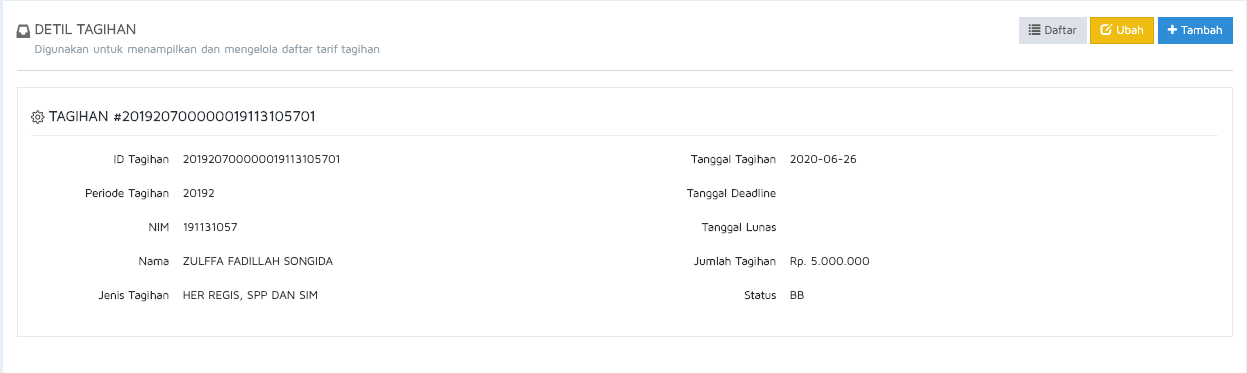 DETIL TAGIHAN
Digunakan untuk menampilkan dan mengelola daftar tarif tagihan
Daftar
Ubah
Tambah
TAGIHAN #201920700000019113105701
ID Tagihan 201920700000019113105701
Periode Tagihan 20192
NIM 191131057
Nama ZULFFA FADILLAH SONGIDA
Jenis Tagihan HER REGIS, SPP DAN SIM
Tanggal Tagihan 2020-06-26
Tanggal Deadline
Tanggal Lunas
Jumlah Tagihan Rp. 5.000.000
Status BB